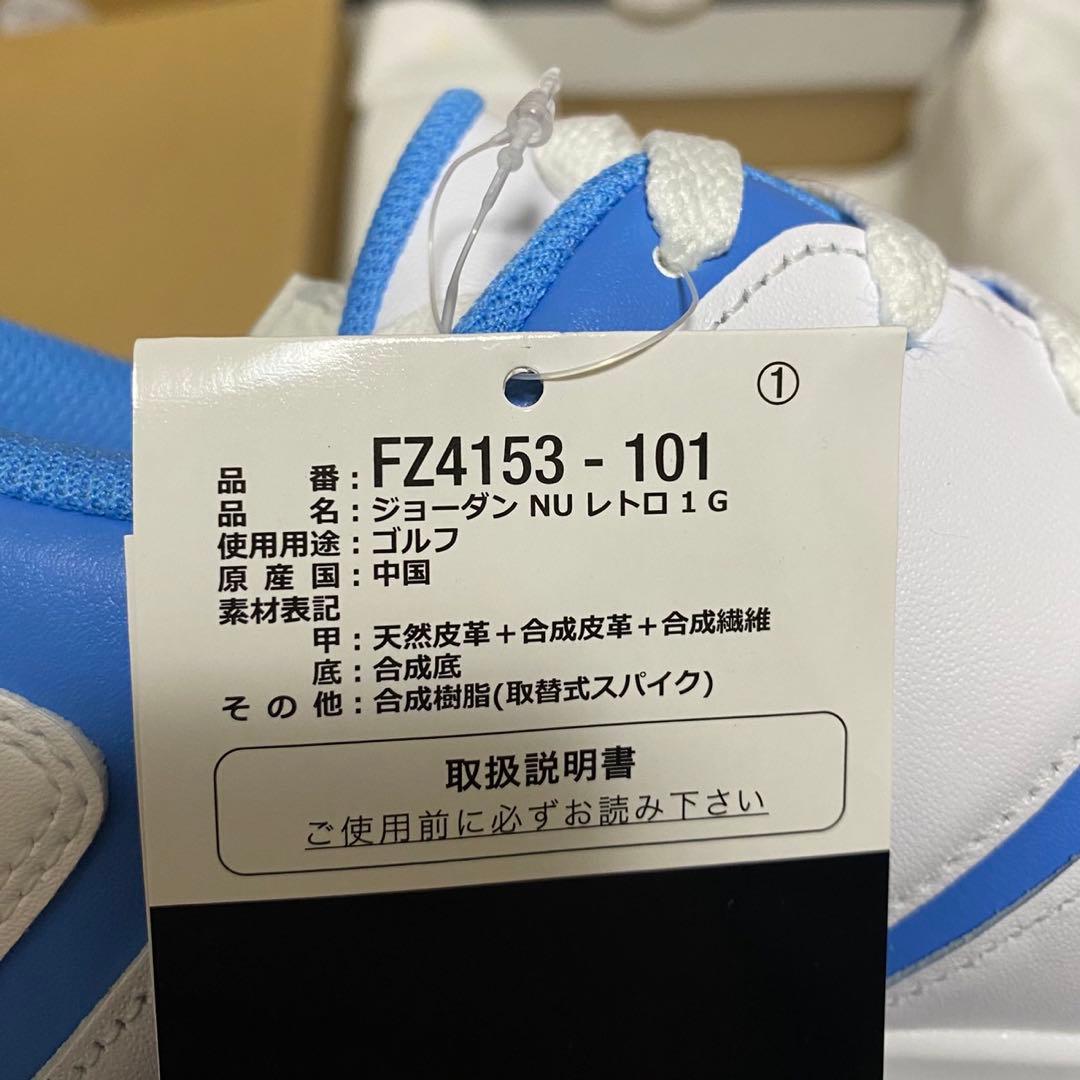 ①
品番：FZ4153 - 101
品名：ジョーダン NU レトロ 1 G
使用用途：ゴルフ
原産国：中国
素材表記
甲：天然皮革＋合成皮革＋合成繊維
底：合成底
その他：合成樹脂(取替式スパイク)
取扱説明書
ご使用前に必ずお読み下さい